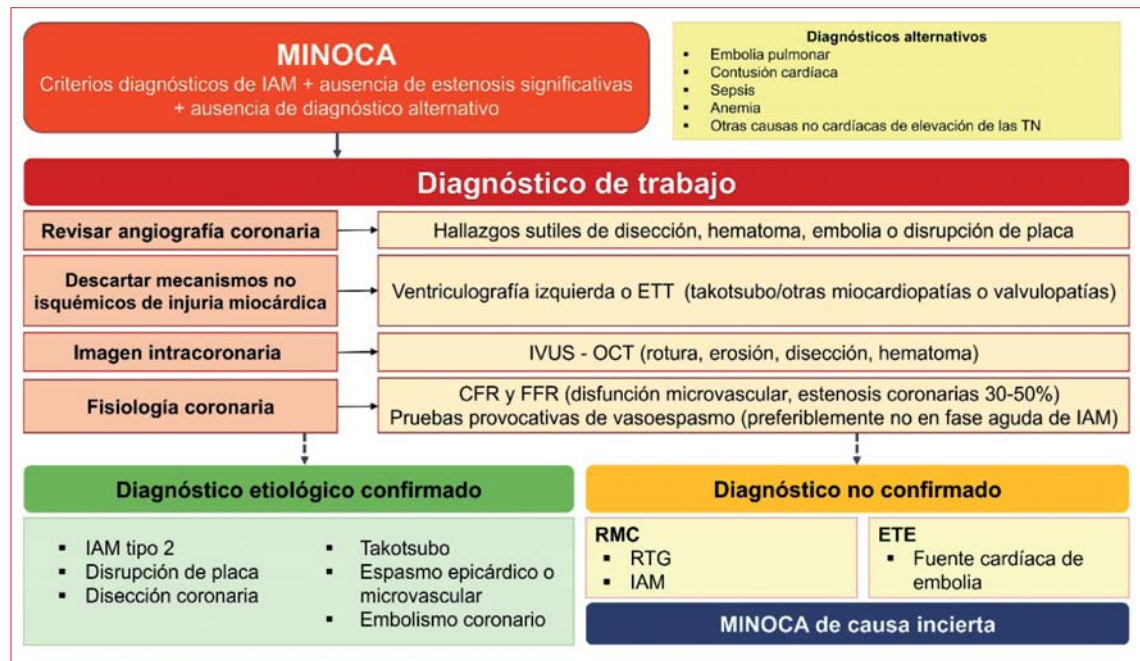 MINOCA
Criterios diagnósticos de IAM + ausencia de estenosis significativas
+ ausencia de diagnóstico alternativo
Diagnósticos alternativos
▪ Embolia pulmonar
▪ Contusión cardíaca
▪ Sepsis
▪ Anemia
▪ Otras causas no cardíacas de elevación de las TN
Diagnóstico de trabajo
Revisar angiografía coronaria
Hallazgos sutiles de disección, hematoma, embolia o disrupción de placa
Descartar mecanismos no
isquémicos de injuria miocárdica
Ventriculografía izquierda o ETT (takotsubo/otras miocardiopatías o valvulopatías)
Imagen intracoronaria
IVUS - OCT (rotura, erosión, disección, hematoma)
Fisiología coronaria
CFR y FFR (disfunción microvascular, estenosis coronarias 30-50%)
Pruebas provocativas de vasoespasmo (preferiblemente no en fase aguda de IAM)
Diagnóstico etiológico confirmado
▪ IAM tipo 2
▪ Disrupción de placa
▪ Disección coronaria
▪ Takotsubo
▪ Espasmo epicárdico o
microvascular
▪ Embolismo coronario
Diagnóstico no confirmado
RMC
▪ RTG
▪ IAM
ETE
▪ Fuente cardíaca de
embolia
MINOCA de causa incierta